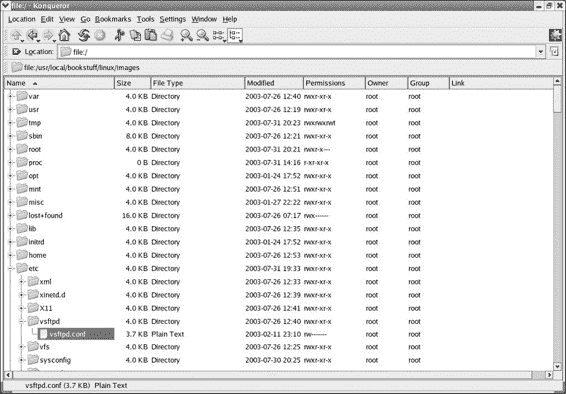 file:/ - Konqueror
Location Edit View Go Bookmarks Tools Settings Window Help
Location: file:/
file:/usr/local/bookstuff/linux/images
Name Size File Type Modified Permissions Owner Group Link
var 4.0 KB Directory 2003-07-26 12:40 rwxr-xr-x root root
usr 4.0 KB Directory 2003-07-26 12:19 rwxr-xr-x root root
tmp 4.0 KB Directory 2003-07-31 20:23 rwxrwxrwt root root
sbin 8.0 KB Directory 2003-07-26 12:21 rwxr-xr-x root root
root 4.0 KB Directory 2003-07-31 20:21 rwxr-x--- root root
proc 0 B Directory 2003-07-31 14:16 r-xr-xr-x root root
opt 4.0 KB Directory 2003-01-24 17:52 rwxr-xr-x root root
mnt 4.0 KB Directory 2003-07-26 12:51 rwxr-xr-x root root
misc 4.0 KB Directory 2003-01-27 22:22 rwxr-xr-x root root
lost+found 16.0 KB Directory 2003-07-26 07:17 rwx------ root root
lib 4.0 KB Directory 2003-07-26 12:35 rwxr-xr-x root root
initrd 4.0 KB Directory 2003-01-24 17:52 rwxr-xr-x root root
home 4.0 KB Directory 2003-07-26 12:53 rwxr-xr-x root root
etc 4.0 KB Directory 2003-07-31 19:33 rwxr-xr-x root root
xml 4.0 KB Directory 2003-07-26 12:33 rwxr-xr-x root root
xinetd.d 4.0 KB Directory 2003-07-26 12:39 rwxr-xr-x root root
X11 4.0 KB Directory 2003-07-26 12:41 rwxr-xr-x root root
vsftpd 4.0 KB Directory 2003-07-26 12:40 rwxr-xr-x root root
vsftpd.conf 3.7 KB Plain Text 2003-02-11 23:10 rw------- root root
vfs 4.0 KB Directory 2003-07-26 12:25 rwxr-xr-x root root
sysconfig 4.0 KB Directory 2003-07-30 20:25 rwxr-xr-x root root
vsftpd.conf (3.7 KB) Plain Text